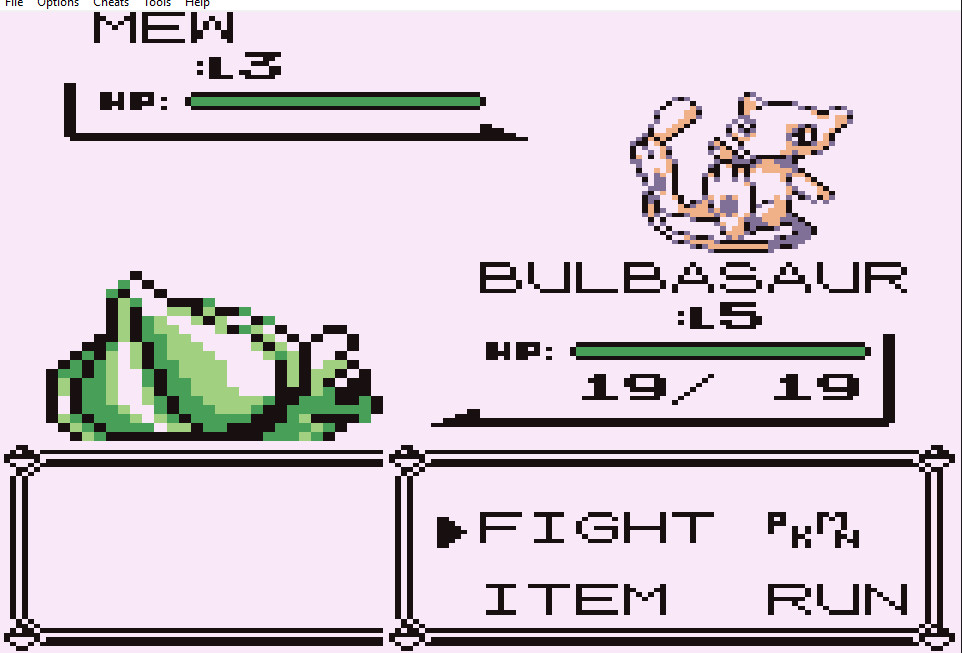 File Options Cheats Tools Help
MEW
:L3
HP:
BULBASAUR
:L5
HP:
19/ 19
FIGHT PKMN
ITEM RUN